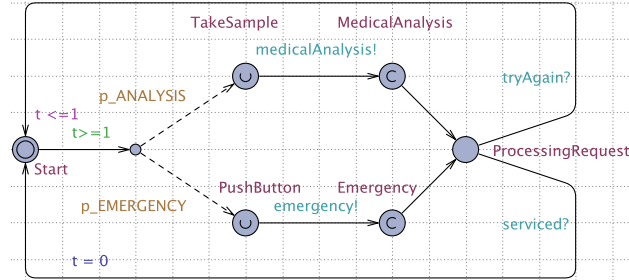 TakeSample
MedicalAnalysis
medicalAnalysis!
U
C
tryAgain?
p_ANALYSIS
t <=1
t>=1
Start
ProcessingRequest
PushButton
Emergency
p_EMERGENCY
emergency!
U
C
serviced?
t = 0